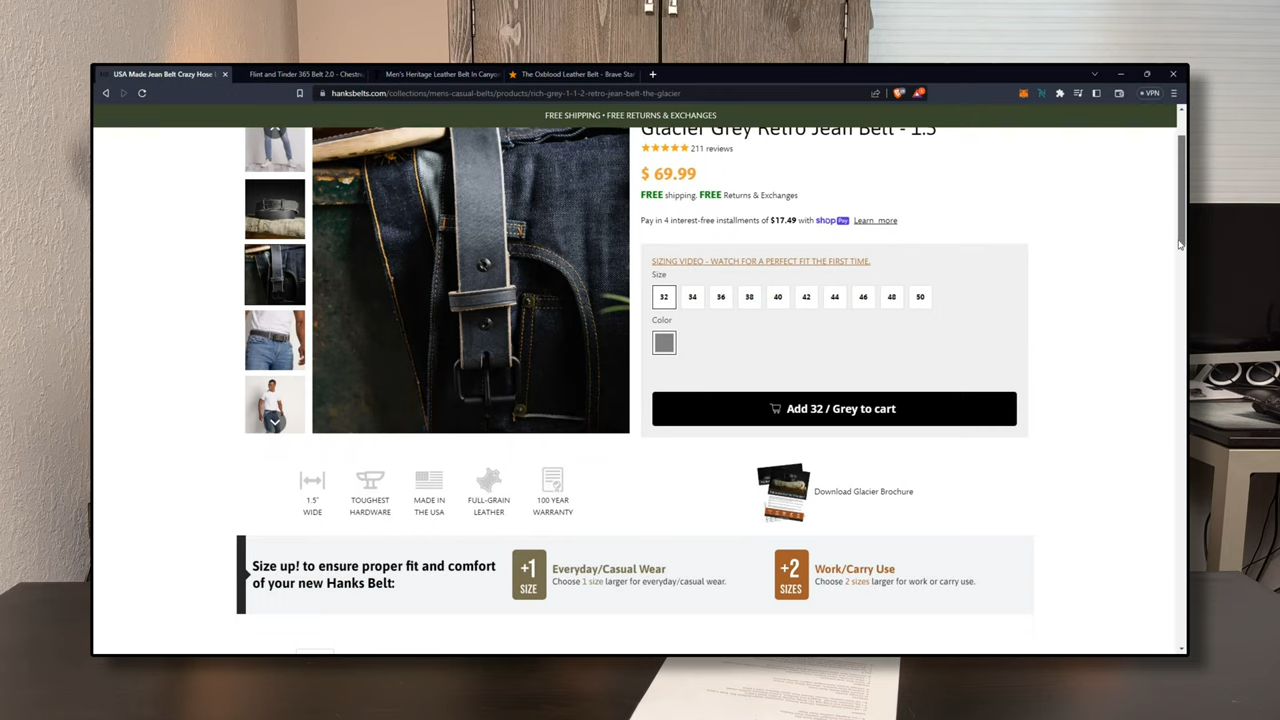 USA Made Jean Belt Crazy Hose L
Flint and Tinder 365 Belt 2.0 - Chestnu
Men's Heritage Leather Belt In Canyon
The Oxblood Leather Belt - Brave Star
hanksbelts.com/collections/mens-casual-belts/products/rich-grey-1-1-2-retro-jean-belt-the-glacier
VPN
FREE SHIPPING • FREE RETURNS & EXCHANGES
Glacier Grey Retro Jean Belt - 1.5
211 reviews
$ 69.99
FREE shipping. FREE Returns & Exchanges
Pay in 4 interest-free installments of $17.49 with shop Pay Learn more
SIZING VIDEO - WATCH FOR A PERFECT FIT THE FIRST TIME.
Size
32 34 36 38 40 42 44 46 48 50
Color
Add 32 / Grey to cart
1.5" WIDE
TOUGHEST HARDWARE
MADE IN THE USA
FULL-GRAIN LEATHER
100 YEAR WARRANTY
Download Glacier Brochure
Size up! to ensure proper fit and comfort
of your new Hanks Belt:
+1 SIZE
Everyday/Casual Wear
Choose 1 size larger for everyday/casual wear.
+2 SIZES
Work/Carry Use
Choose 2 sizes larger for work or carry use.